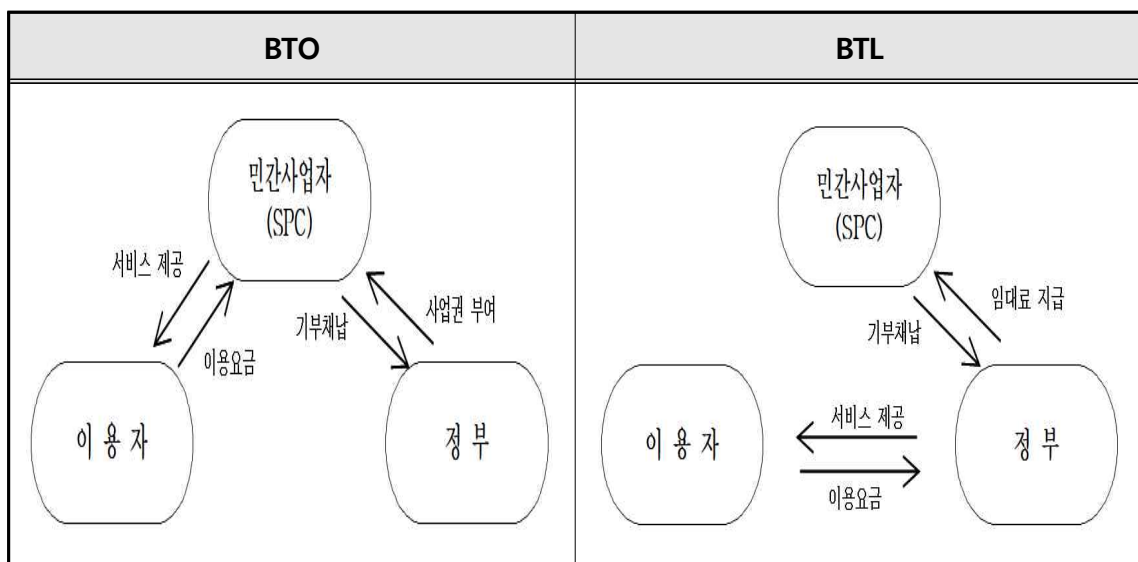 BTO
BTL
민간사업자
(SPC)
서비스 제공
이용요금
기부채납
사업권 부여
이 용 자
정 부
민간사업자
(SPC)
기부채납
임대료 지급
서비스 제공
이용요금
이 용 자
정 부